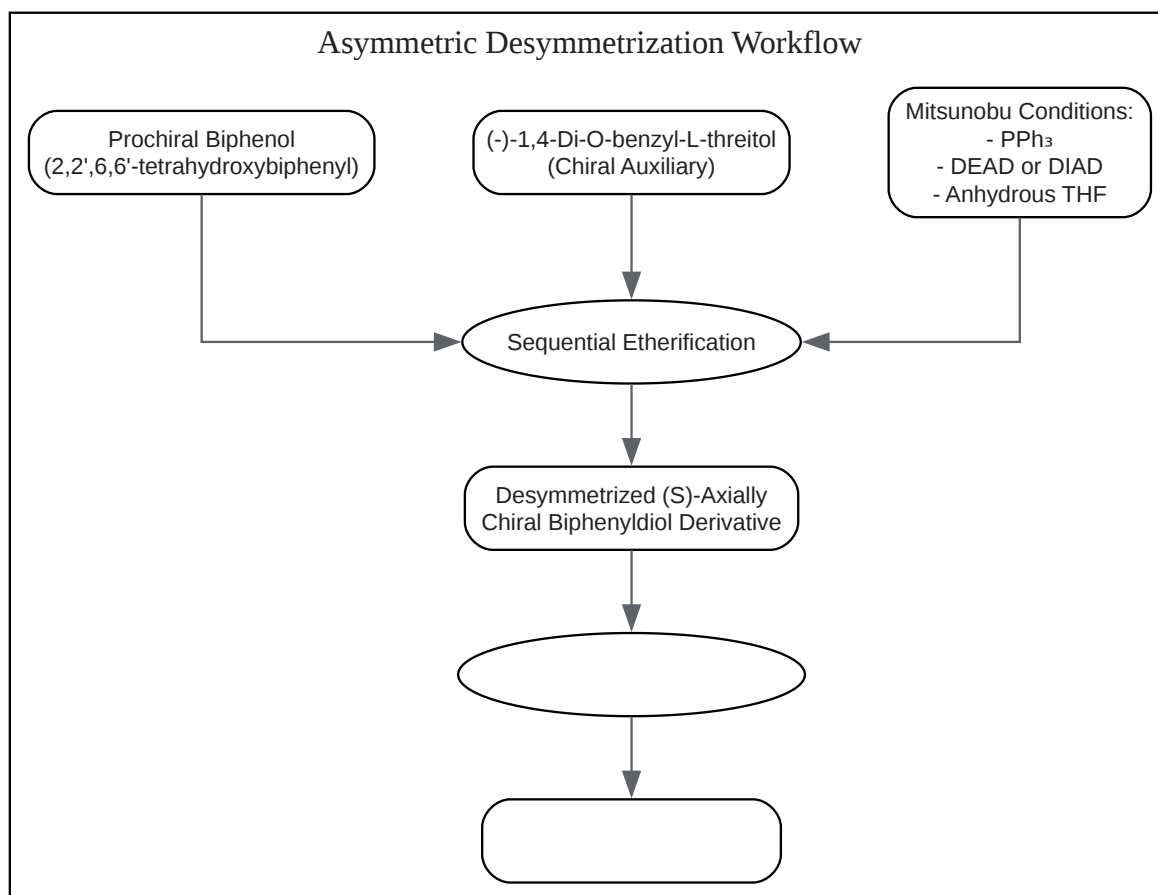 Asymmetric Desymmetrization Workflow
Prochiral Biphenol
(2,2',6,6'-tetrahydroxybiphenyl)
(-)-1,4-Di-O-benzyl-L-threitol
(Chiral Auxiliary)
Mitsunobu Conditions:
- PPh₃
- DEAD or DIAD
- Anhydrous THF
Sequential Etherification
Desymmetrized (S)-Axially
Chiral Biphenyldiol Derivative